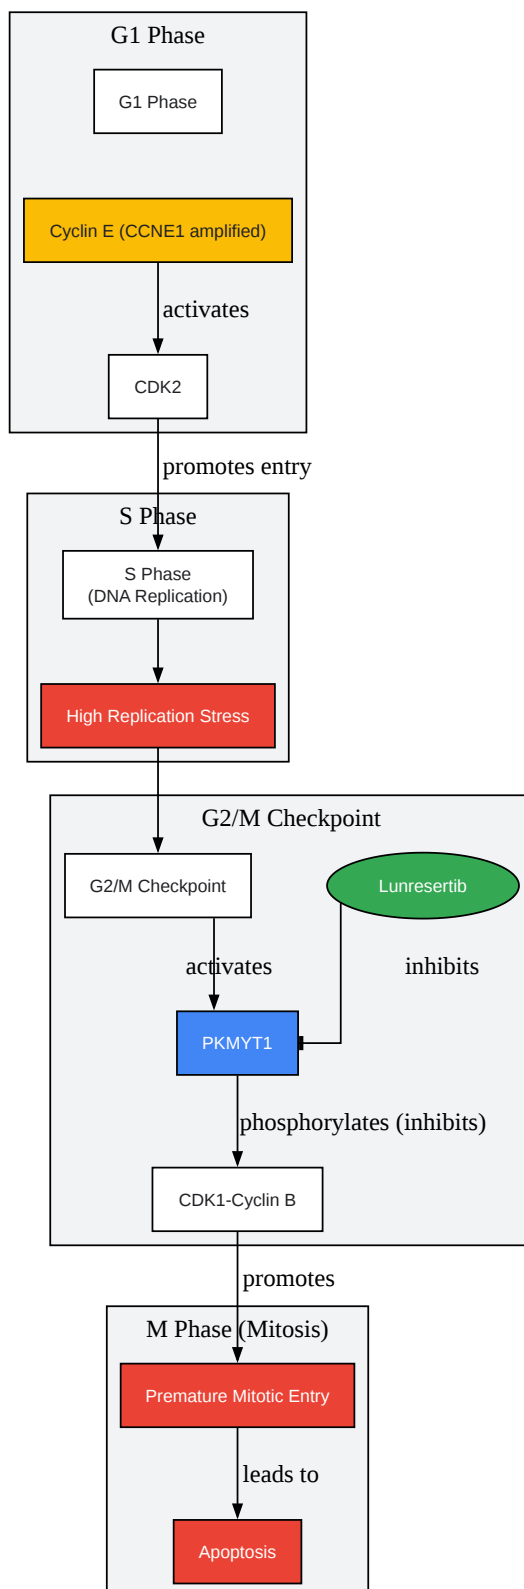 G1 Phase
G1 Phase
Cyclin E (CCNE1 amplified)
activates
CDK2
promotes entry
S Phase
S Phase
(DNA Replication)
High Replication Stress
G2/M Checkpoint
G2/M Checkpoint
Lunresertib
activates
inhibits
PKMYT1
phosphorylates (inhibits)
CDK1-Cyclin B
promotes
M Phase (Mitosis)
Premature Mitotic Entry
leads to
Apoptosis